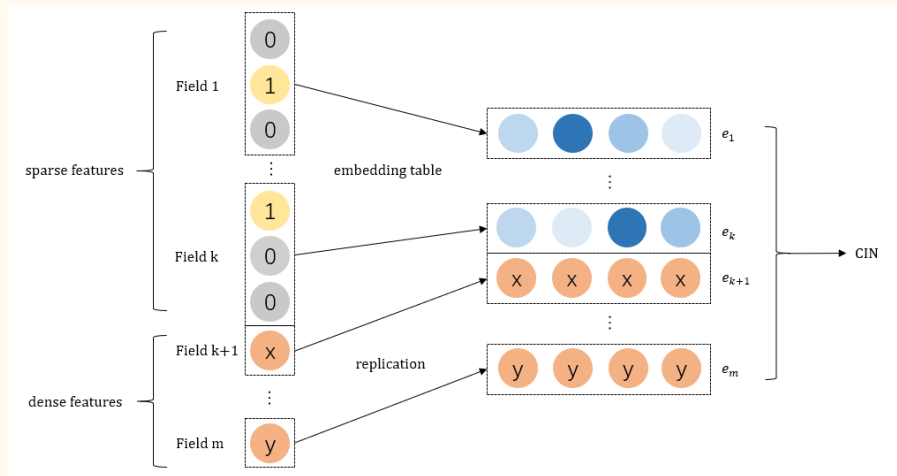 0
Field 1
1
0
sparse features
⋮
embedding table
1
Field k
0
0
Field k+1
x
replication
dense features
⋮
Field m
y
e₁
⋮
eₖ
x x x x
eₖ₊₁
⋮
y y y y
eₘ
CIN